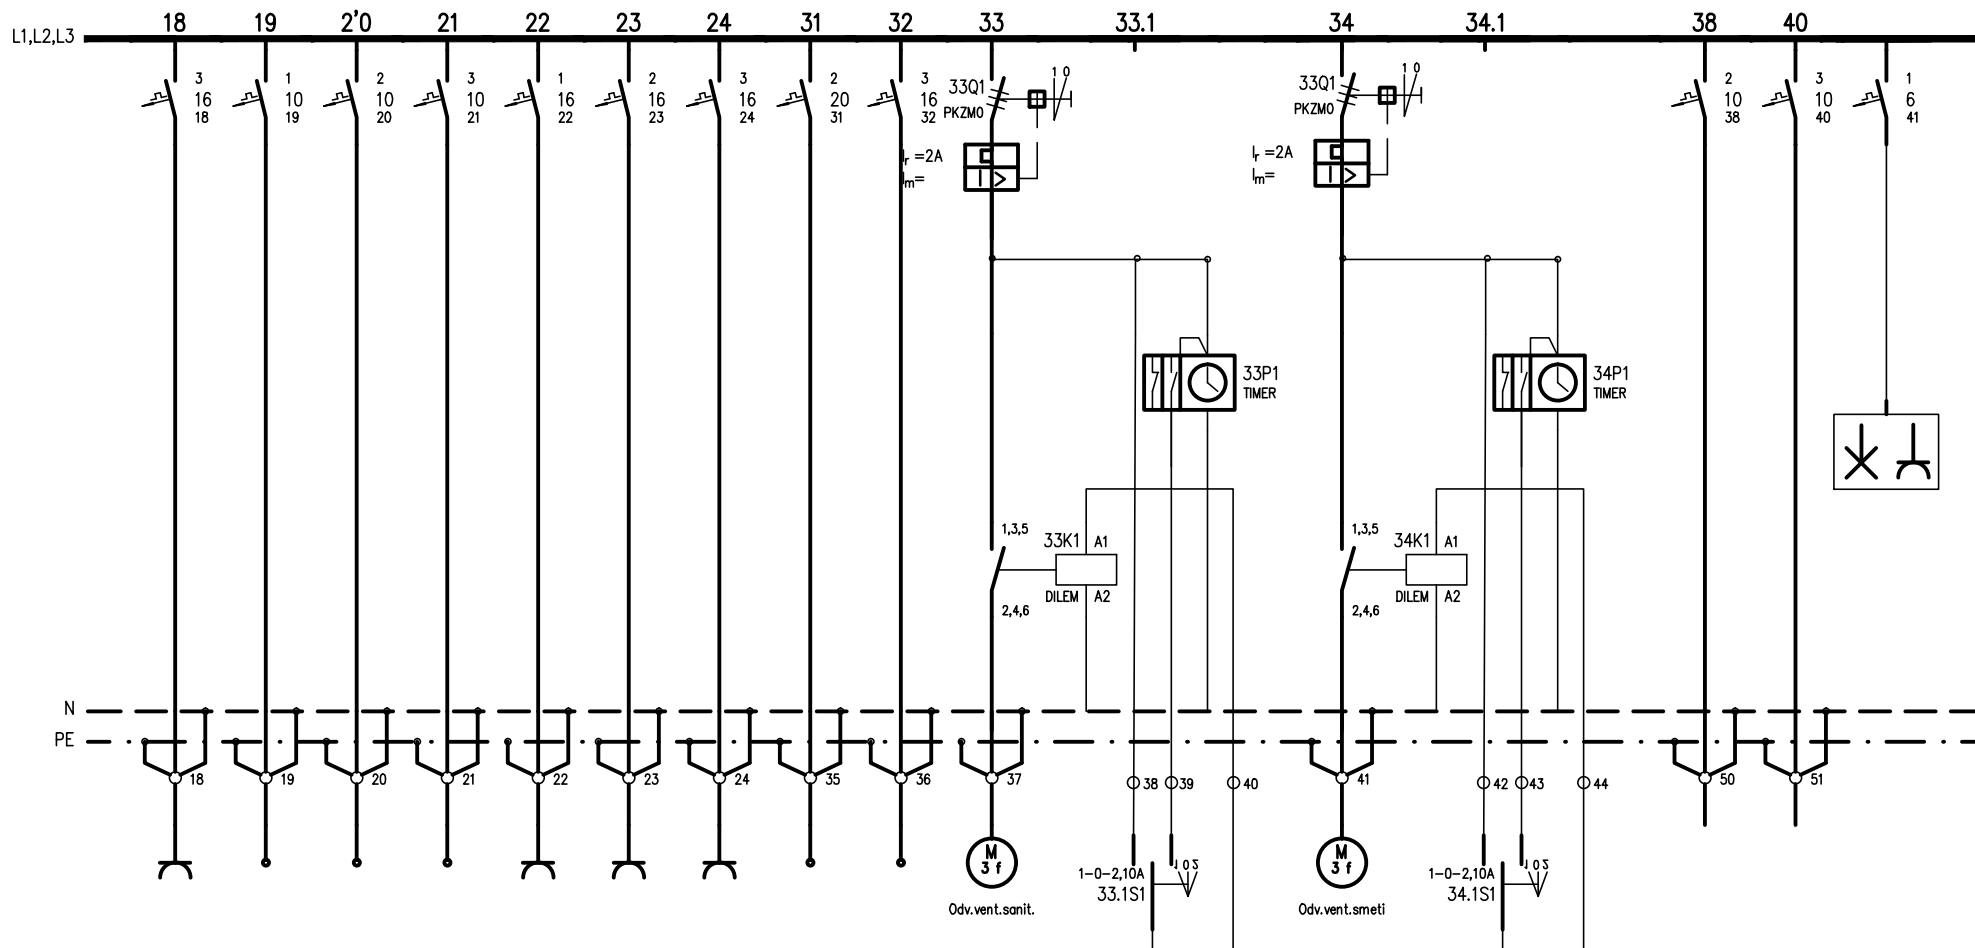 18 19 2'0 21 22 23 24 31 32 33 33.1 34 34.1 38 40
L1,L2,L3
3 1 2 3 1 2 3 2 3 33Q1 1 0 33Q1 1 0 2 3 1
16 10 10 10 16 16 16 20 16 10 10 6
18 19 20 21 22 23 24 31 32 PKZM0 PKZM0 38 40 41
Ir =2A Ir =2A
Im= Im=
I > I >
33P1 34P1
TIMER TIMER
1,3,5 1,3,5
33K1 A1 34K1 A1
DILEM A2 DILEM A2
2,4,6 2,4,6
N
PE
18 19 20 21 22 23 24 35 36 37 38 39 40 41 42 43 44 50 51
M M
3 f 3 f
1 0 2 1 0 2
1-0-2,10A 1-0-2,10A
33.1S1 34.1S1
Odv.vent.sanit. Odv.vent.smeti